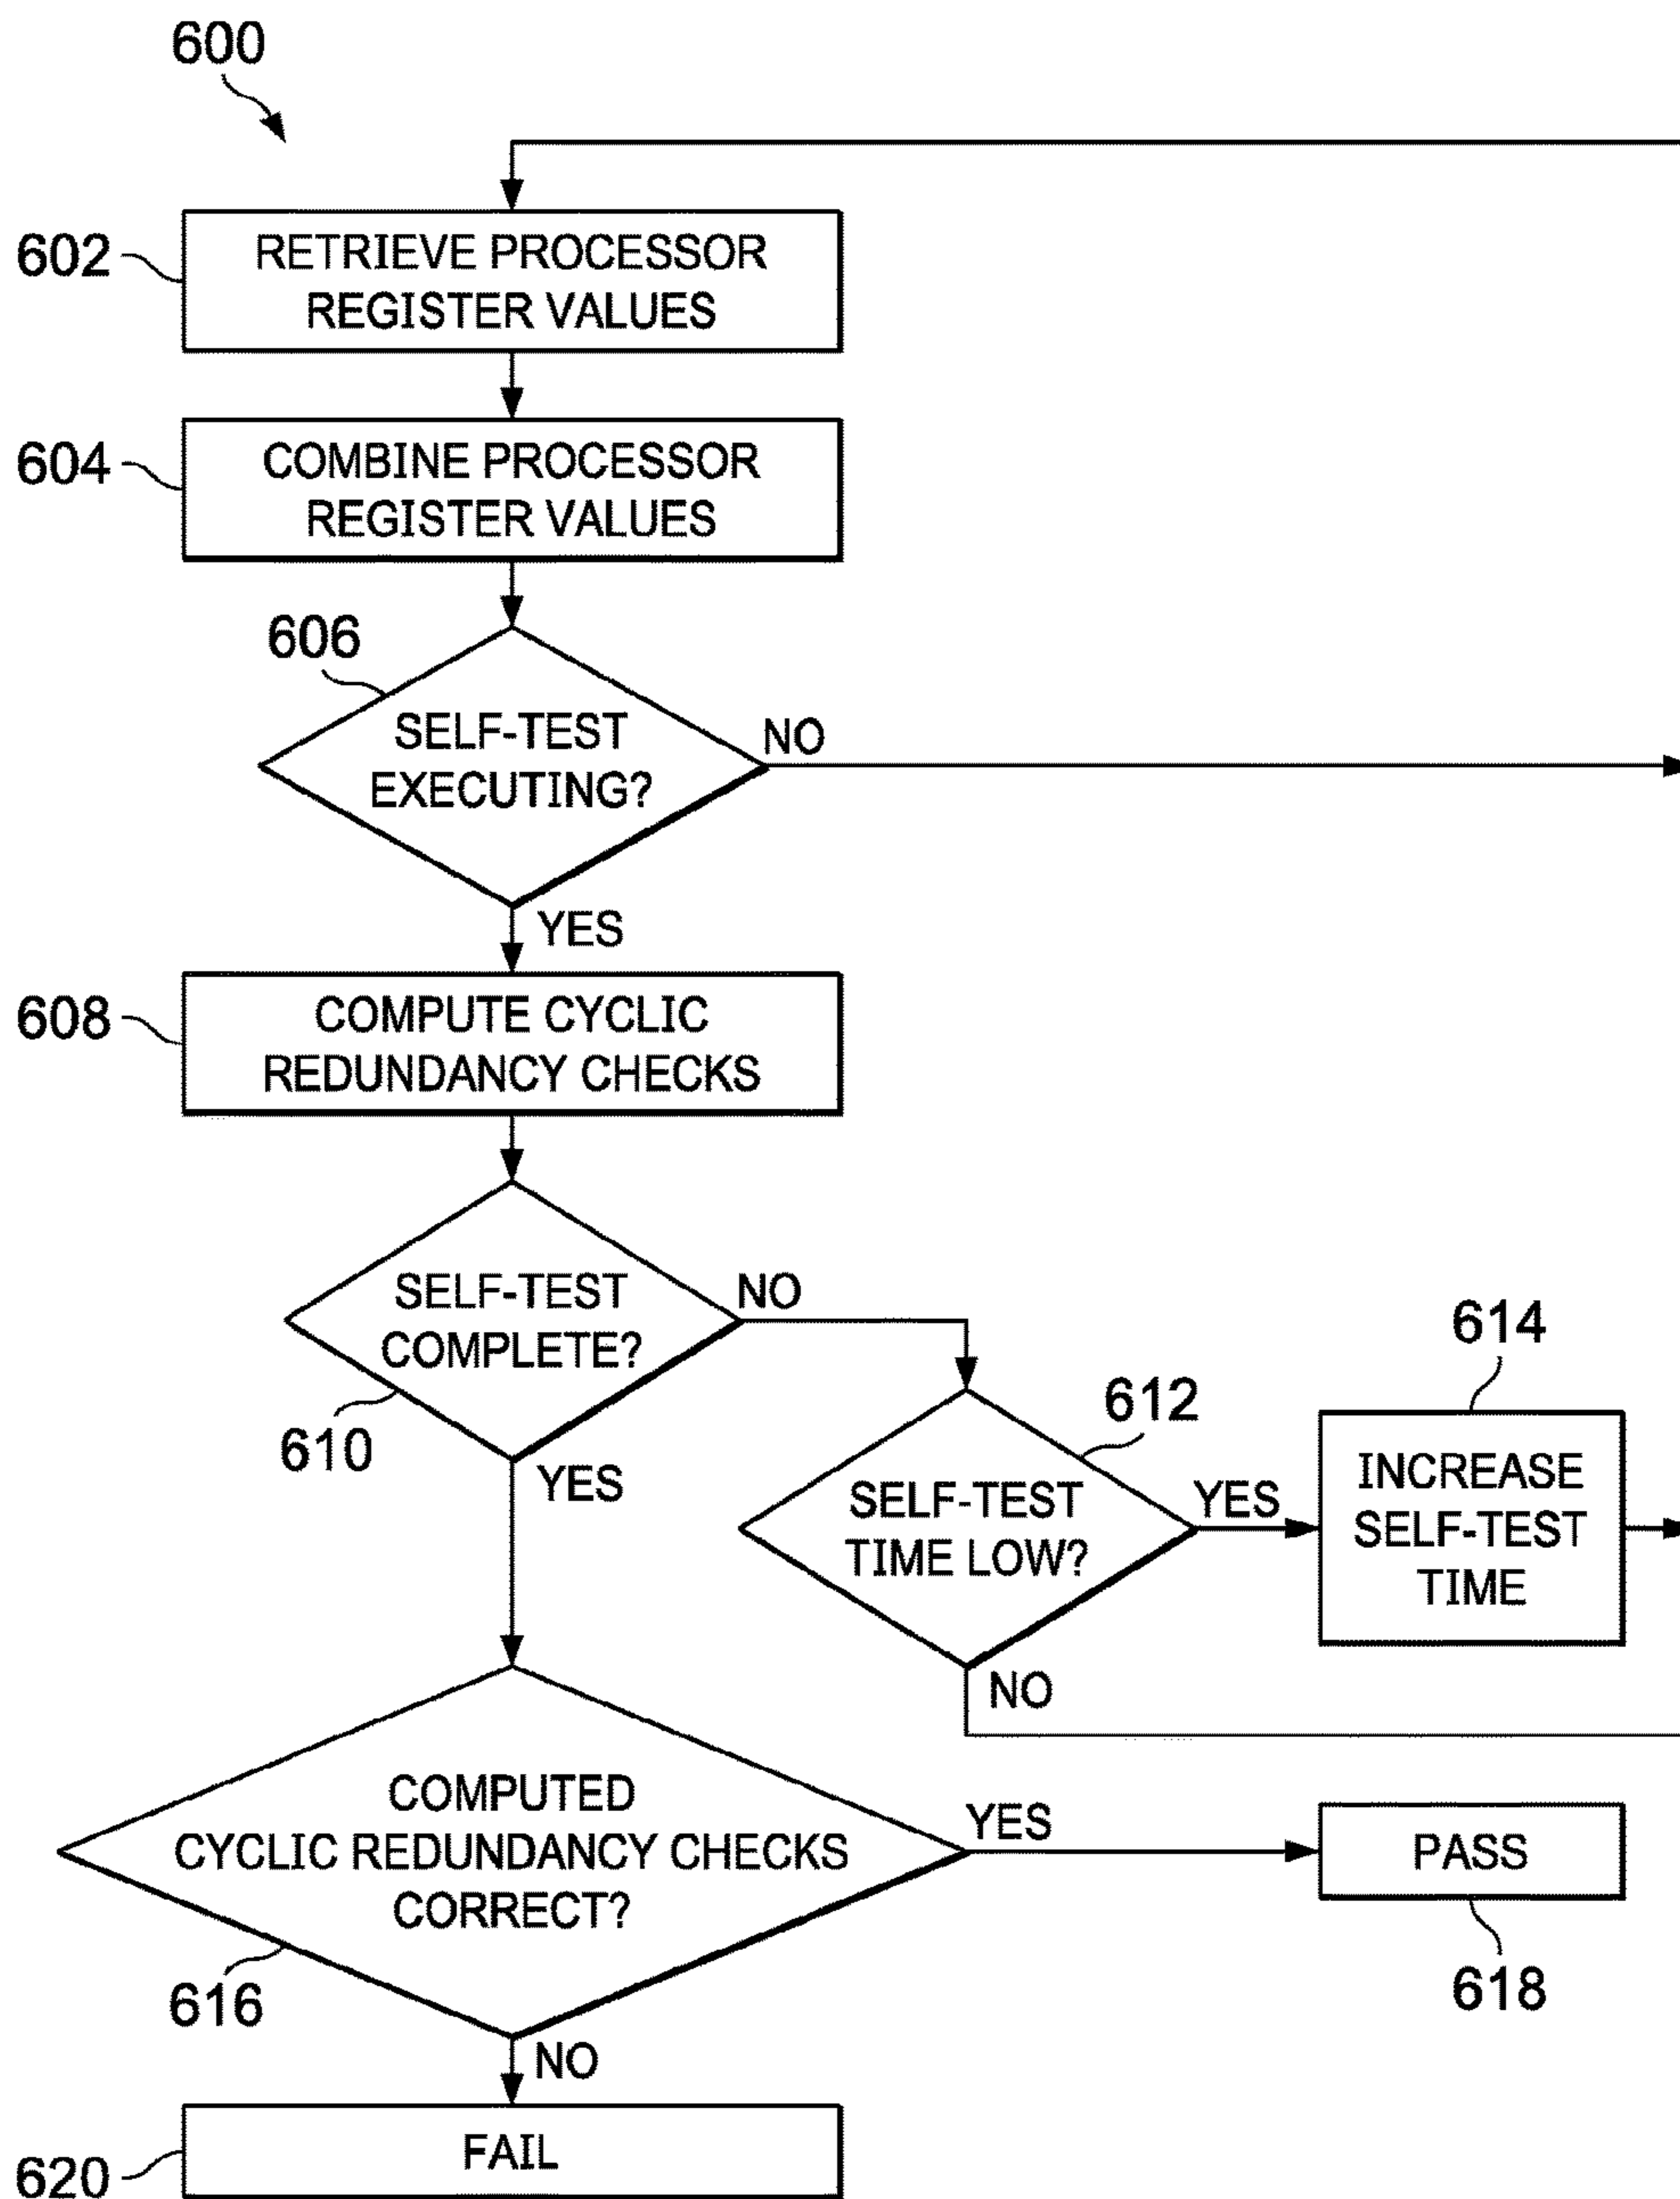 600
602
RETRIEVE PROCESSOR
REGISTER VALUES
604
COMBINE PROCESSOR
REGISTER VALUES
606
SELF-TEST
EXECUTING?
NO
YES
608
COMPUTE CYCLIC
REDUNDANCY CHECKS
SELF-TEST
COMPLETE?
NO
610
YES
612
SELF-TEST
TIME LOW?
YES
NO
614
INCREASE
SELF-TEST
TIME
COMPUTED
CYCLIC REDUNDANCY CHECKS
CORRECT?
YES
616
PASS
618
NO
620
FAIL